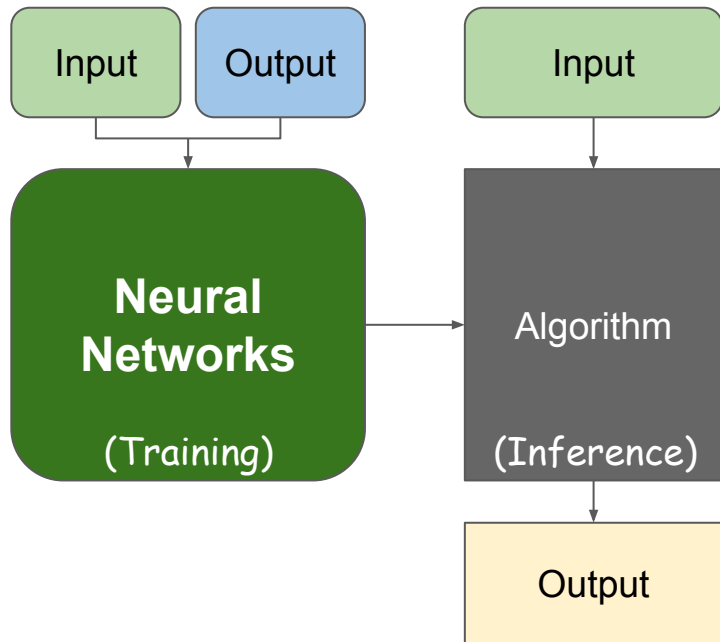 Input
Output
Input
Neural
Networks
(Training)
Algorithm
(Inference)
Output